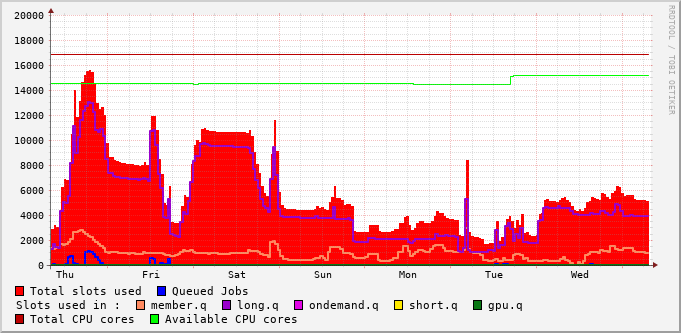 20000
18000
16000
14000
12000
10000
8000
6000
4000
2000
0
Thu Fri Sat Sun Mon Tue Wed
RRDTOOL / TOBI OETIKER
Total slots used Queued Jobs
Slots used in : member.q long.q ondemand.q short.q gpu.q
Total CPU cores Available CPU cores